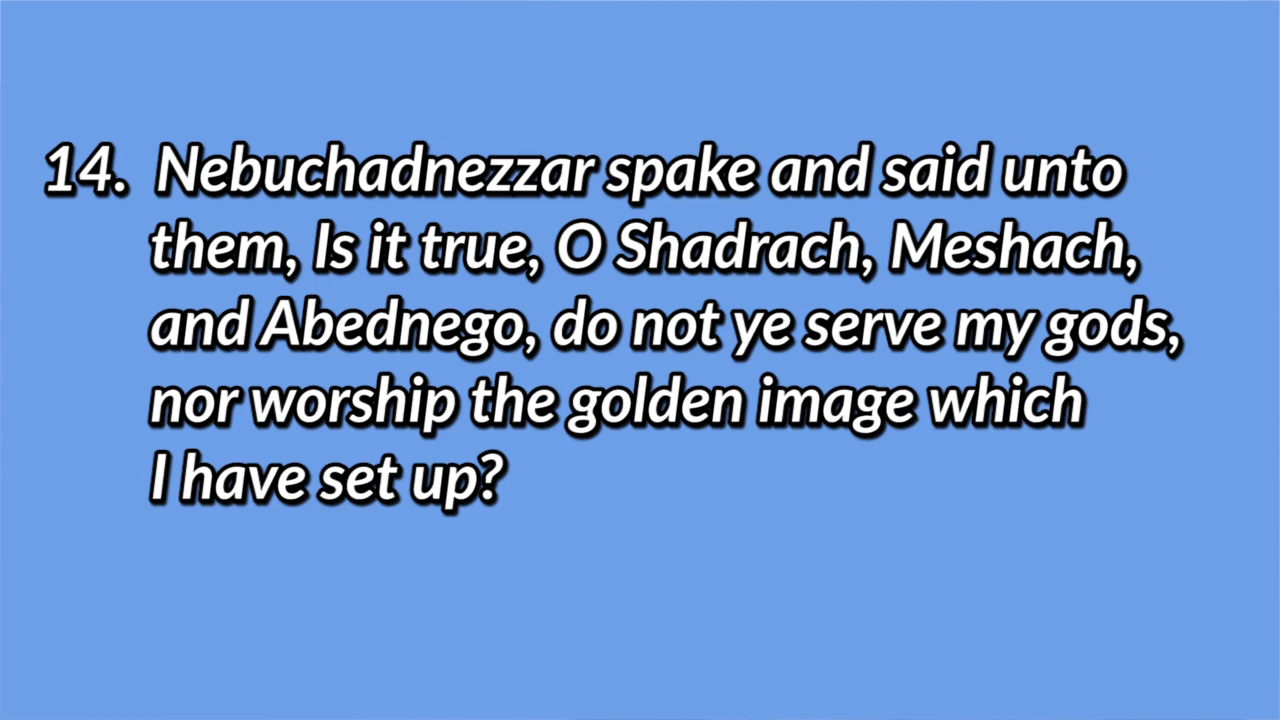 14. Nebuchadnezzar spake and said unto
them, Is it true, O Shadrach, Meshach,
and Abednego, do not ye serve my gods,
nor worship the golden image which
I have set up?